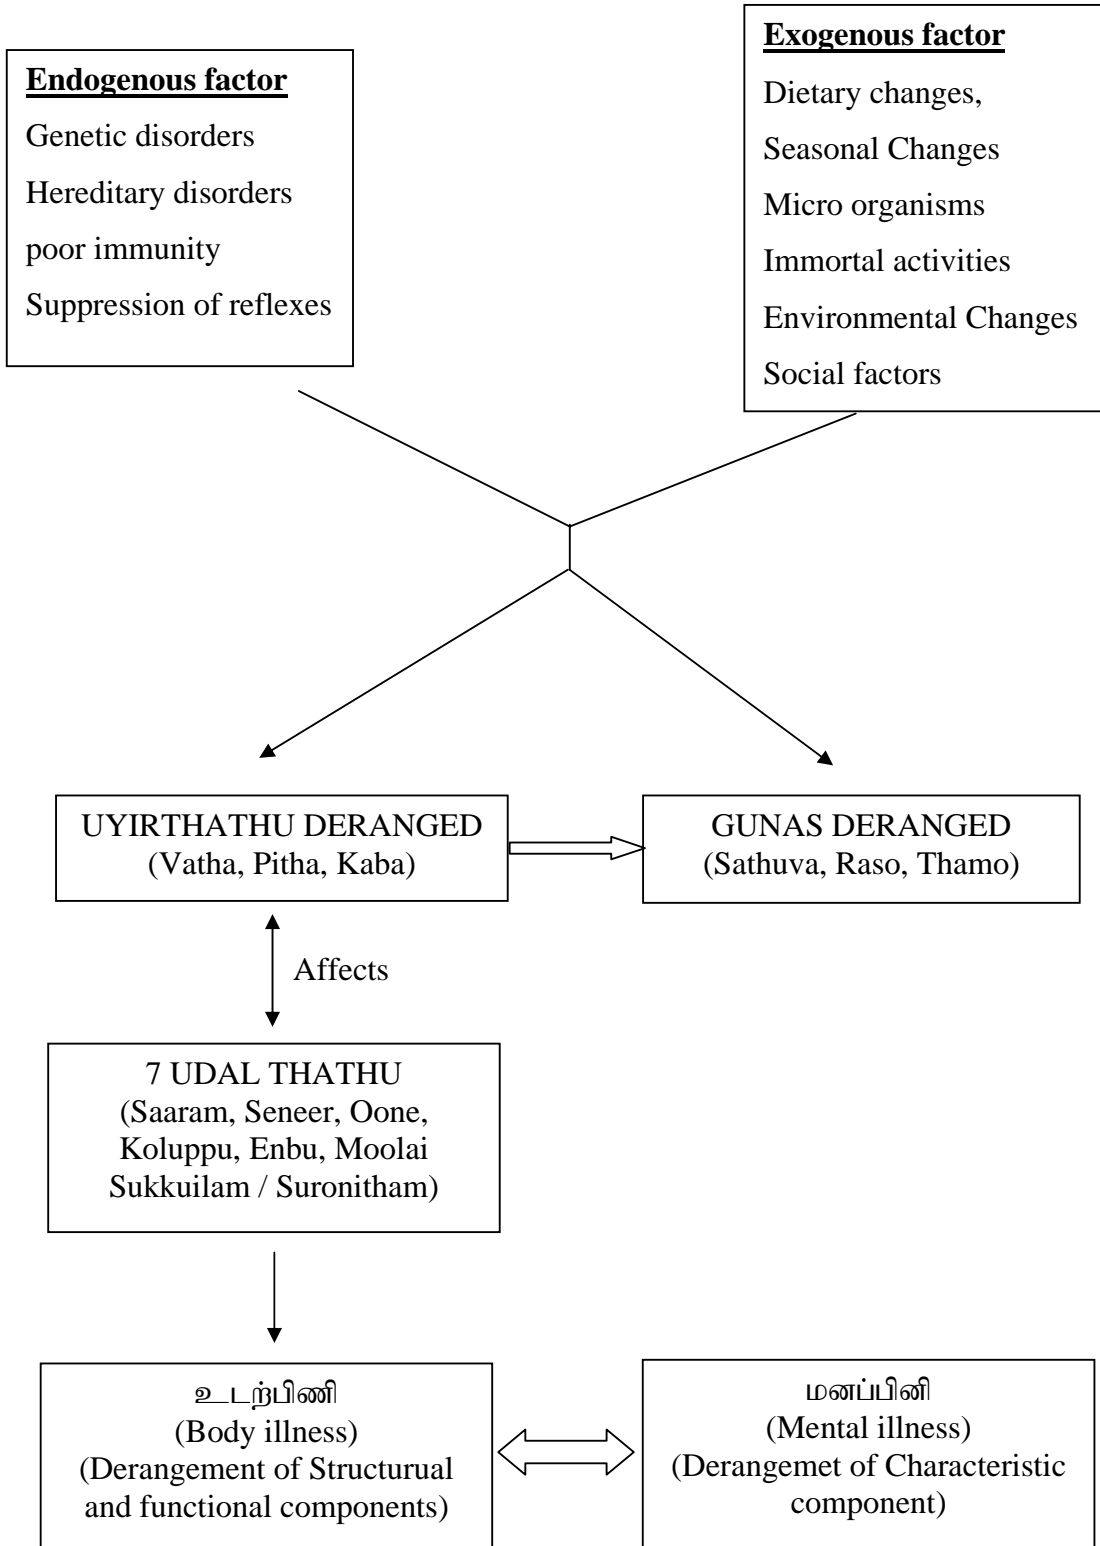 Endogenous factor
Genetic disorders
Hereditary disorders
poor immunity
Suppression of reflexes
Exogenous factor
Dietary changes,
Seasonal Changes
Micro organisms
Immortal activities
Environmental Changes
Social factors
UYIRTHATHU DERANGED
(Vatha, Pitha, Kaba)
GUNAS DERANGED
(Sathuva, Raso, Thamo)
Affects
7 UDAL THATHU
(Saaram, Seneer, Oone,
Koluppu, Enbu, Moolai
Sukkuilam / Suronitham)
உடற்பிணி
(Body illness)
(Derangement of Structurual
and functional components)
மனப்பினி
(Mental illness)
(Derangemet of Characteristic
component)